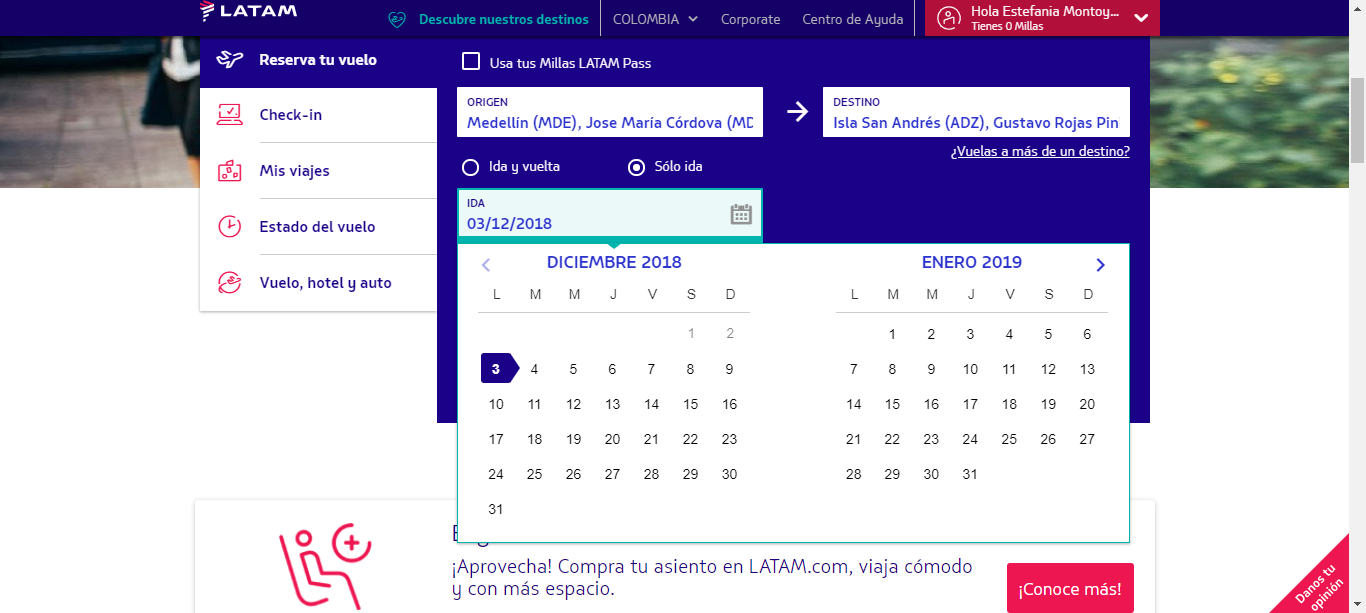 LATAM
Descubre nuestros destinos
COLOMBIA
Corporate
Centro de Ayuda
Hola Estefania Montoy...
Tienes 0 Millas
Reserva tu vuelo
Check-in
Mis viajes
Estado del vuelo
Vuelo, hotel y auto
Usa tus Millas LATAM Pass
ORIGEN
Medellín (MDE), Jose María Córdova (MD
DESTINO
Isla San Andrés (ADZ), Gustavo Rojas Pin
¿Vuelas a más de un destino?
Ida y vuelta
Sólo ida
IDA
03/12/2018
DICIEMBRE 2018
L M M J V S D
1 2
3 4 5 6 7 8 9
10 11 12 13 14 15 16
17 18 19 20 21 22 23
24 25 26 27 28 29 30
31
ENERO 2019
L M M J V S D
1 2 3 4 5 6
7 8 9 10 11 12 13
14 15 16 17 18 19 20
21 22 23 24 25 26 27
28 29 30 31
¡Aprovecha! Compra tu asiento en LATAM.com, viaja cómodo
y con más espacio.
¡Conoce más!
Danos tu
opinión